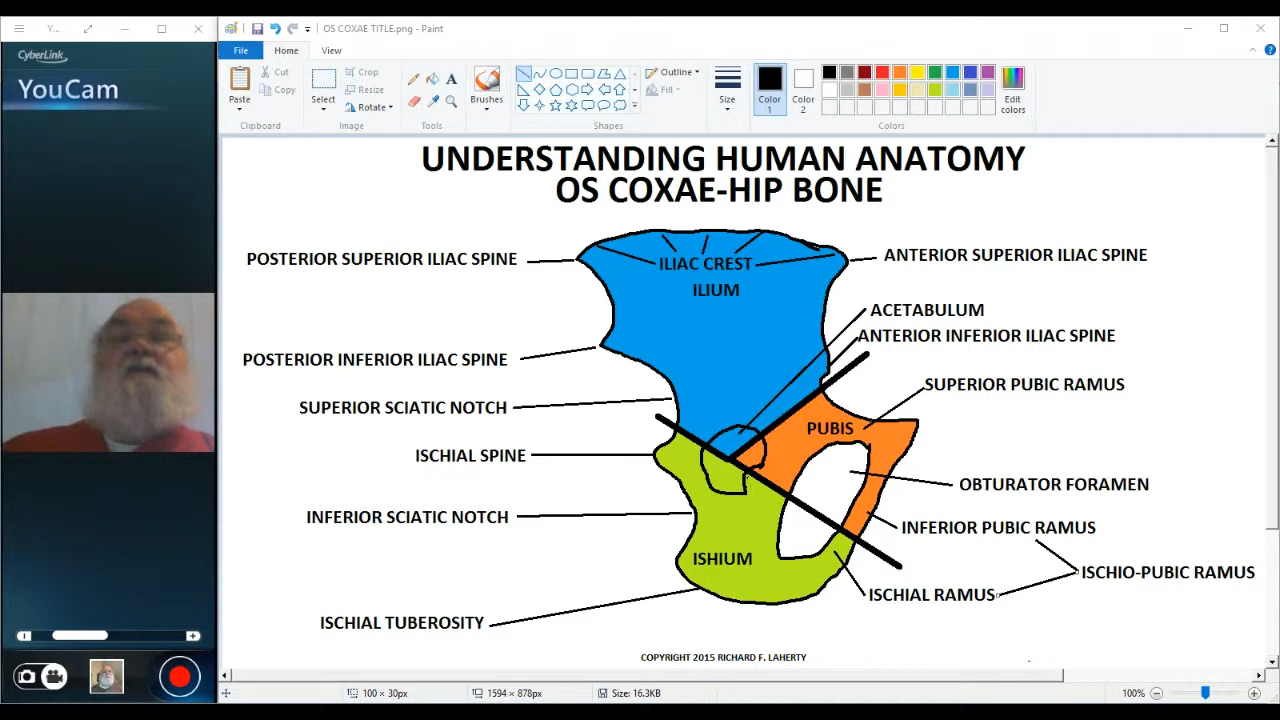 Y...
CyberLink
YouCam
OS COXAE TITLE.png - Paint
File
Home
View
Paste
Cut
Copy
Clipboard
Select
Crop
Resize
Rotate
Image
A
Tools
Brushes
Outline
Fill
Shapes
Size
Color
1
Color
2
Edit
colors
Colors
UNDERSTANDING HUMAN ANATOMY
OS COXAE-HIP BONE
POSTERIOR SUPERIOR ILIAC SPINE
ILIAC CREST
ILIUM
ANTERIOR SUPERIOR ILIAC SPINE
ACETABULUM
ANTERIOR INFERIOR ILIAC SPINE
POSTERIOR INFERIOR ILIAC SPINE
SUPERIOR PUBIC RAMUS
SUPERIOR SCIATIC NOTCH
PUBIS
ISCHIAL SPINE
OBTURATOR FORAMEN
INFERIOR SCIATIC NOTCH
INFERIOR PUBIC RAMUS
ISHIUM
ISCHIO-PUBIC RAMUS
ISCHIAL RAMUS
ISCHIAL TUBEROSITY
COPYRIGHT 2015 RICHARD F. LAHERTY
100 × 30px
1594 × 878px
Size: 16.3KB
100%